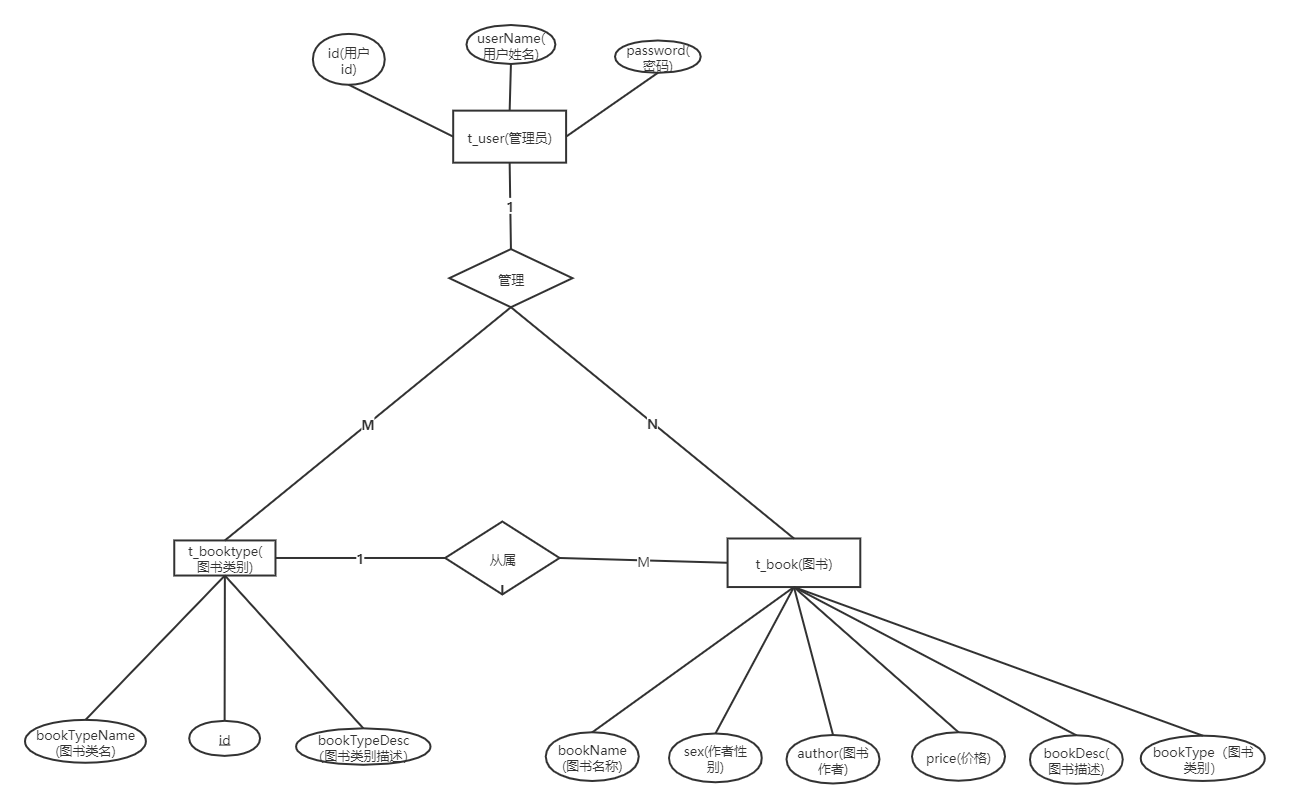 id(用户
id)
userName(
用户姓名)
password(
密码)
t_user(管理员)
1
管理
M
N
t_booktype(
图书类别)
1
从属
M
t_book(图书)
bookTypeName
(图书类名)
id
bookTypeDesc
(图书类别描述)
bookName
(图书名称)
sex(作者性
别)
author(图书
作者)
price(价格)
bookDesc(
图书描述)
bookType（图书
类别）